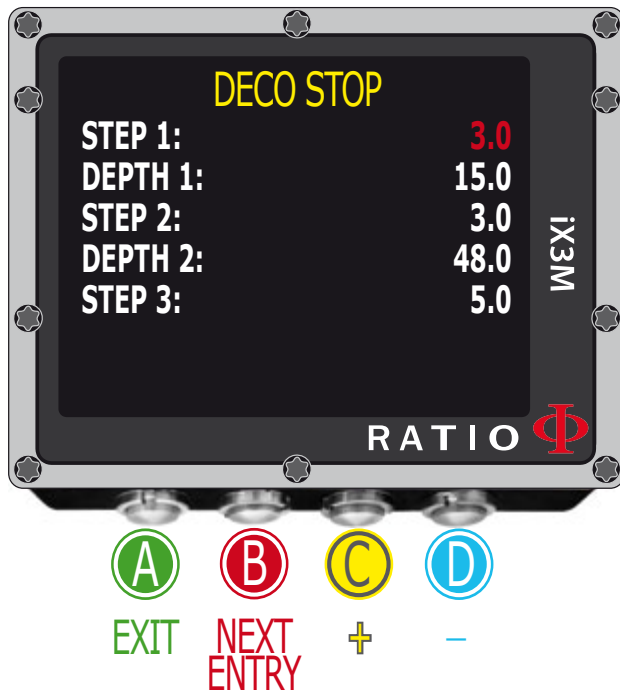 DECO STOP
STEP 1: 3.0
DEPTH 1: 15.0
STEP 2: 3.0
DEPTH 2: 48.0
STEP 3: 5.0
iX3M
RATIO
A B C D
EXIT NEXT ENTRY + −